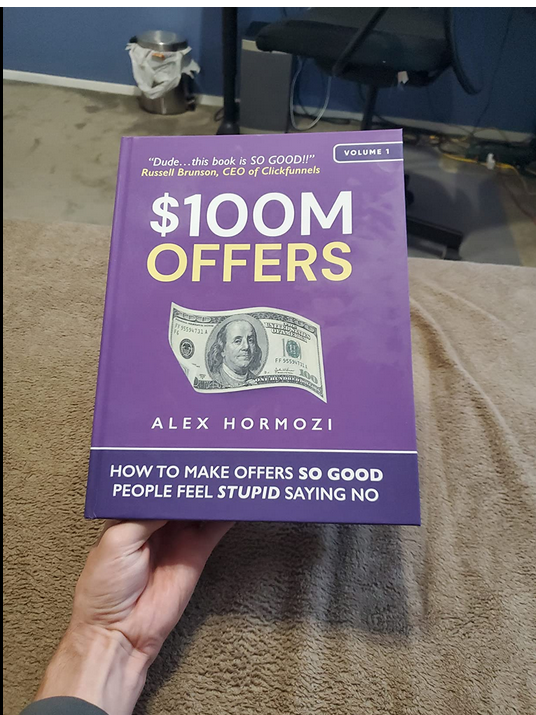 "Dude...this book is SO GOOD!!"
Russell Brunson, CEO of Clickfunnels
VOLUME 1
$100M
OFFERS
100
ALEX HORMOZI
HOW TO MAKE OFFERS SO GOOD
PEOPLE FEEL STUPID SAYING NO